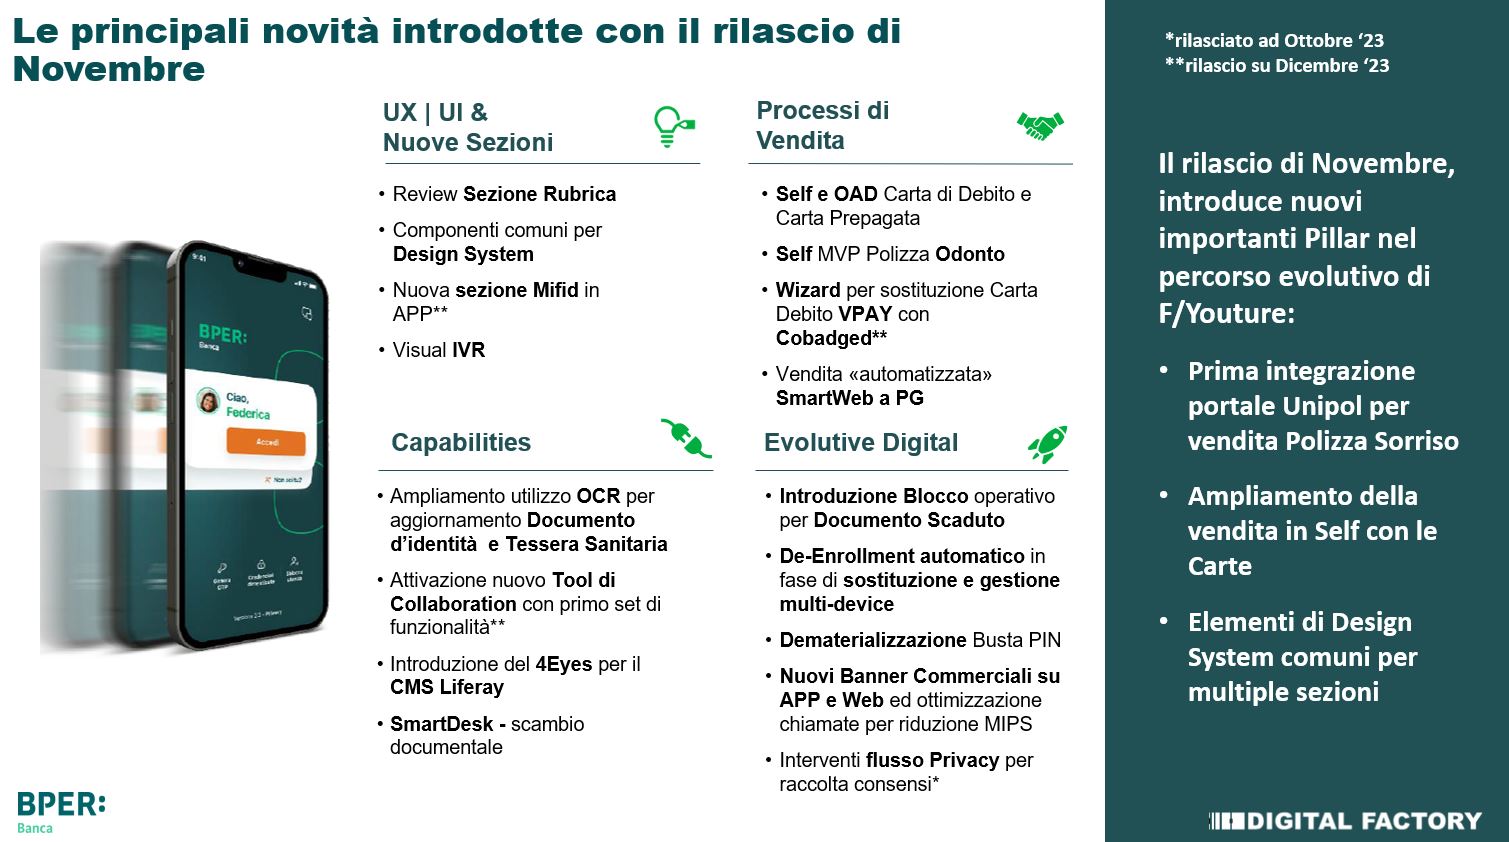 Le principali novità introdotte con il rilascio di
Novembre
*rilasciato ad Ottobre ‘23
**rilascio su Dicembre ‘23
UX | UI &
Nuove Sezioni
• Review Sezione Rubrica
• Componenti comuni per
Design System
• Nuova sezione Mifid in
APP**
• Visual IVR
Processi di
Vendita
• Self e OAD Carta di Debito e
Carta Prepagata
• Self MVP Polizza Odonto
• Wizard per sostituzione Carta
Debito VPAY con
Cobadged**
• Vendita «automatizzata»
SmartWeb a PG
Capabilities
• Ampliamento utilizzo OCR per
aggiornamento Documento
d’identità e Tessera Sanitaria
• Attivazione nuovo Tool di
Collaboration con primo set di
funzionalità**
• Introduzione del 4Eyes per il
CMS Liferay
• SmartDesk - scambio
documentale
Evolutive Digital
• Introduzione Blocco operativo
per Documento Scaduto
• De-Enrollment automatico in
fase di sostituzione e gestione
multi-device
• Dematerializzazione Busta PIN
• Nuovi Banner Commerciali su
APP e Web ed ottimizzazione
chiamate per riduzione MIPS
• Interventi flusso Privacy per
raccolta consensi*
Il rilascio di Novembre,
introduce nuovi
importanti Pillar nel
percorso evolutivo di
F/Youture:
• Prima integrazione
portale Unipol per
vendita Polizza Sorriso
• Ampliamento della
vendita in Self con le
Carte
• Elementi di Design
System comuni per
multiple sezioni
9:41
BPER:
Banca
Ciao,
Federica
Accedi
Non sei tu?
Genera
OTP
Credenziali
dimenticate
Sblocca
utenza
BPER:
Banca
DIGITAL FACTORY